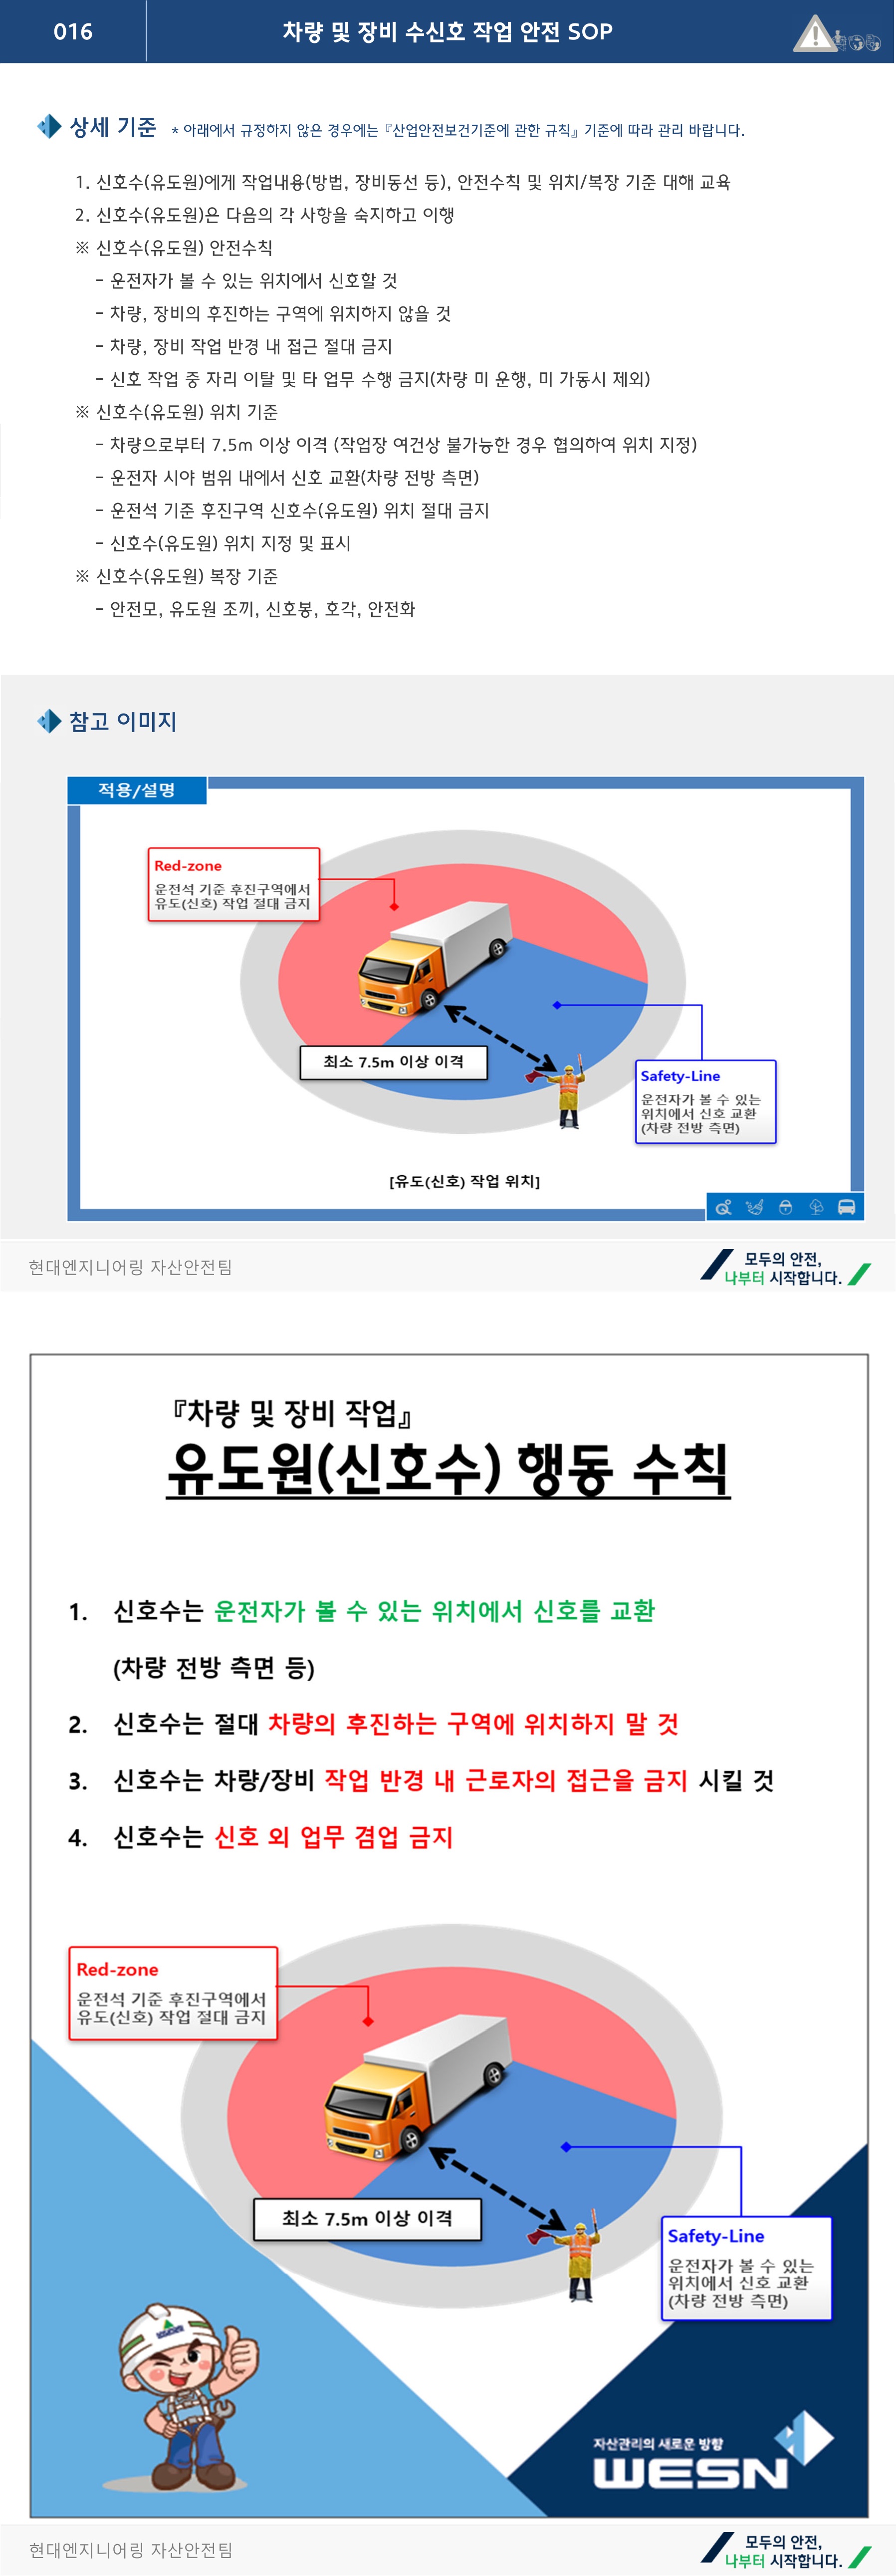 016
차량 및 장비 수신호 작업 안전 SOP
상세 기준 * 아래에서 규정하지 않은 경우에는『산업안전보건기준에 관한 규칙』기준에 따라 관리 바랍니다.
1. 신호수(유도원)에게 작업내용(방법, 장비동선 등), 안전수칙 및 위치/복장 기준 대해 교육
2. 신호수(유도원)은 다음의 각 사항을 숙지하고 이행
※ 신호수(유도원) 안전수칙
- 운전자가 볼 수 있는 위치에서 신호할 것
- 차량, 장비의 후진하는 구역에 위치하지 않을 것
- 차량, 장비 작업 반경 내 접근 절대 금지
- 신호 작업 중 자리 이탈 및 타 업무 수행 금지(차량 미 운행, 미 가동시 제외)
※ 신호수(유도원) 위치 기준
- 차량으로부터 7.5m 이상 이격 (작업장 여건상 불가능한 경우 협의하여 위치 지정)
- 운전자 시야 범위 내에서 신호 교환(차량 전방 측면)
- 운전석 기준 후진구역 신호수(유도원) 위치 절대 금지
- 신호수(유도원) 위치 지정 및 표시
※ 신호수(유도원) 복장 기준
- 안전모, 유도원 조끼, 신호봉, 호각, 안전화
참고 이미지
적용/설명
Red-zone
운전석 기준 후진구역에서
유도(신호) 작업 절대 금지
최소 7.5m 이상 이격
Safety-Line
운전자가 볼 수 있는
위치에서 신호 교환
(차량 전방 측면)
[유도(신호) 작업 위치]
현대엔지니어링 자산안전팀
모두의 안전,
나부터 시작합니다.
『차량 및 장비 작업』
유도원(신호수) 행동 수칙
1. 신호수는 운전자가 볼 수 있는 위치에서 신호를 교환
(차량 전방 측면 등)
2. 신호수는 절대 차량의 후진하는 구역에 위치하지 말 것
3. 신호수는 차량/장비 작업 반경 내 근로자의 접근을 금지 시킬 것
4. 신호수는 신호 외 업무 겸업 금지
Red-zone
운전석 기준 후진구역에서
유도(신호) 작업 절대 금지
최소 7.5m 이상 이격
Safety-Line
운전자가 볼 수 있는
위치에서 신호 교환
(차량 전방 측면)
자산관리의 새로운 방향
WESN
현대엔지니어링 자산안전팀
모두의 안전,
나부터 시작합니다.